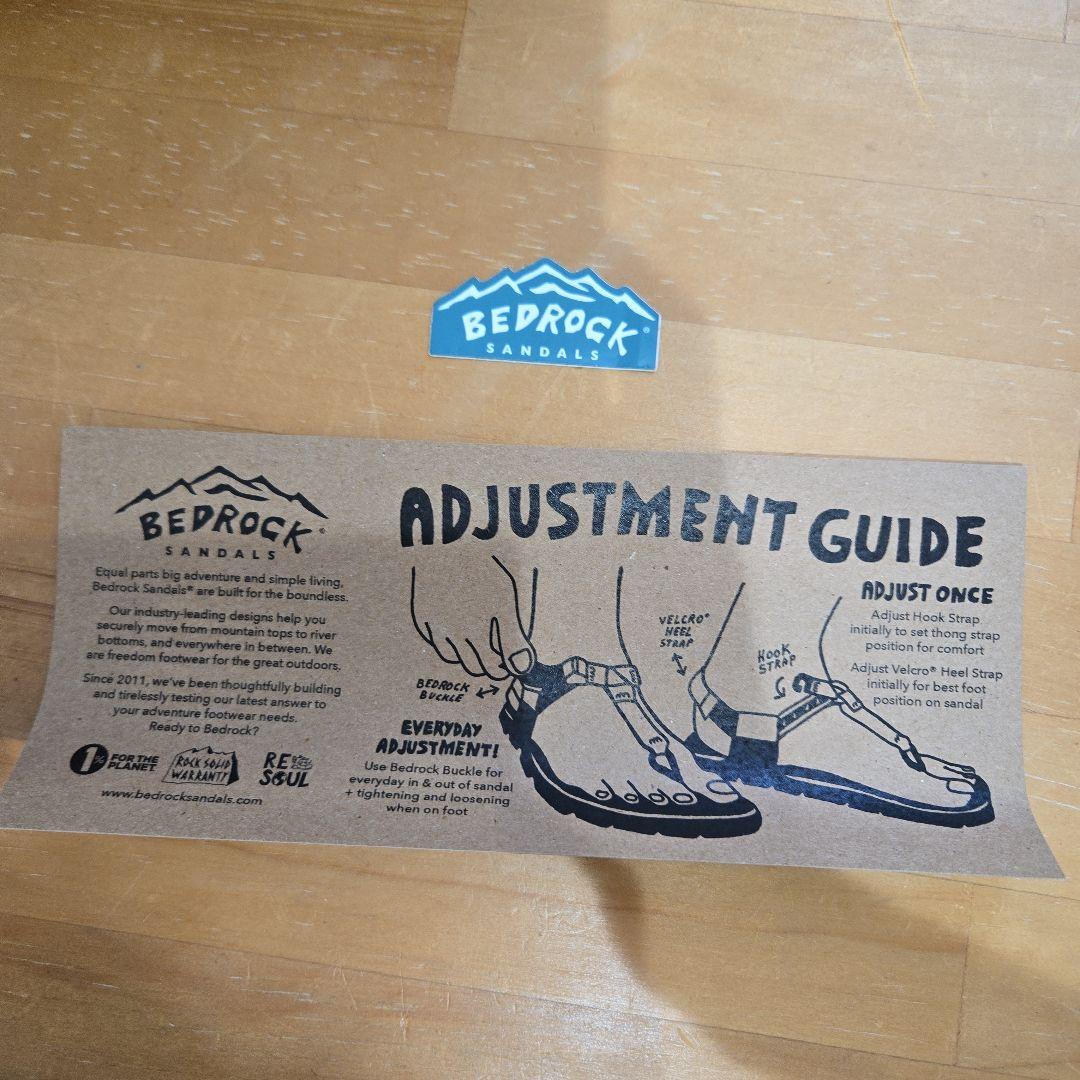 BEDROCK®
SANDALS
BEDROCK®
SANDALS
Equal parts big adventure and simple living,
Bedrock Sandals® are built for the boundless.
Our industry-leading designs help you
securely move from mountain tops to river
bottoms, and everywhere in between. We
are freedom footwear for the great outdoors.
Since 2011, we've been thoughtfully building
and tirelessly testing our latest answer to
your adventure footwear needs.
Ready to Bedrock?
1% FOR THE
PLANET
ROCK SOLID
WARRANTY
RE
SOUL
www.bedrocksandals.com
ADJUSTMENT GUIDE
BEDROCK
BUCKLE
EVERYDAY
ADJUSTMENT!
Use Bedrock Buckle for
everyday in & out of sandal
+ tightening and loosening
when on foot
VELCRO®
HEEL
STRAP
HOOK
STRAP
ADJUST ONCE
Adjust Hook Strap
initially to set thong strap
position for comfort
Adjust Velcro® Heel Strap
initially for best foot
position on sandal